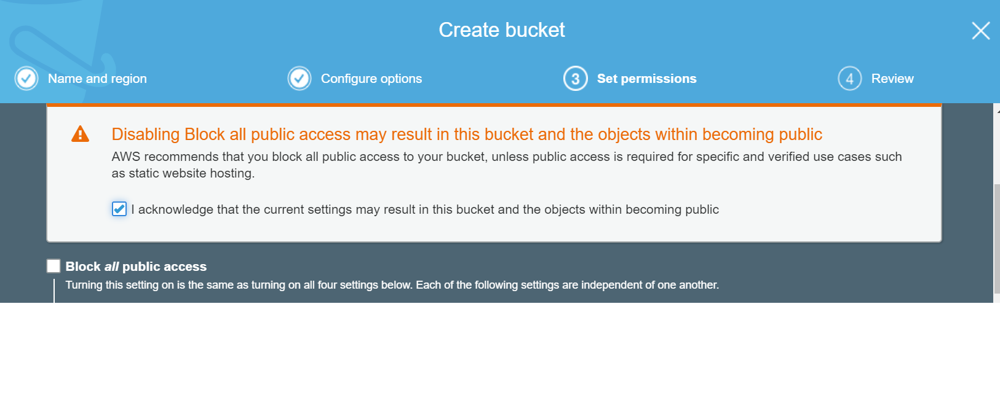 Create bucket
Name and region
Configure options
3 Set permissions
4 Review
Disabling Block all public access may result in this bucket and the objects within becoming public
AWS recommends that you block all public access to your bucket, unless public access is required for specific and verified use cases such
as static website hosting.
I acknowledge that the current settings may result in this bucket and the objects within becoming public
Block all public access
Turning this setting on is the same as turning on all four settings below. Each of the following settings are independent of one another.